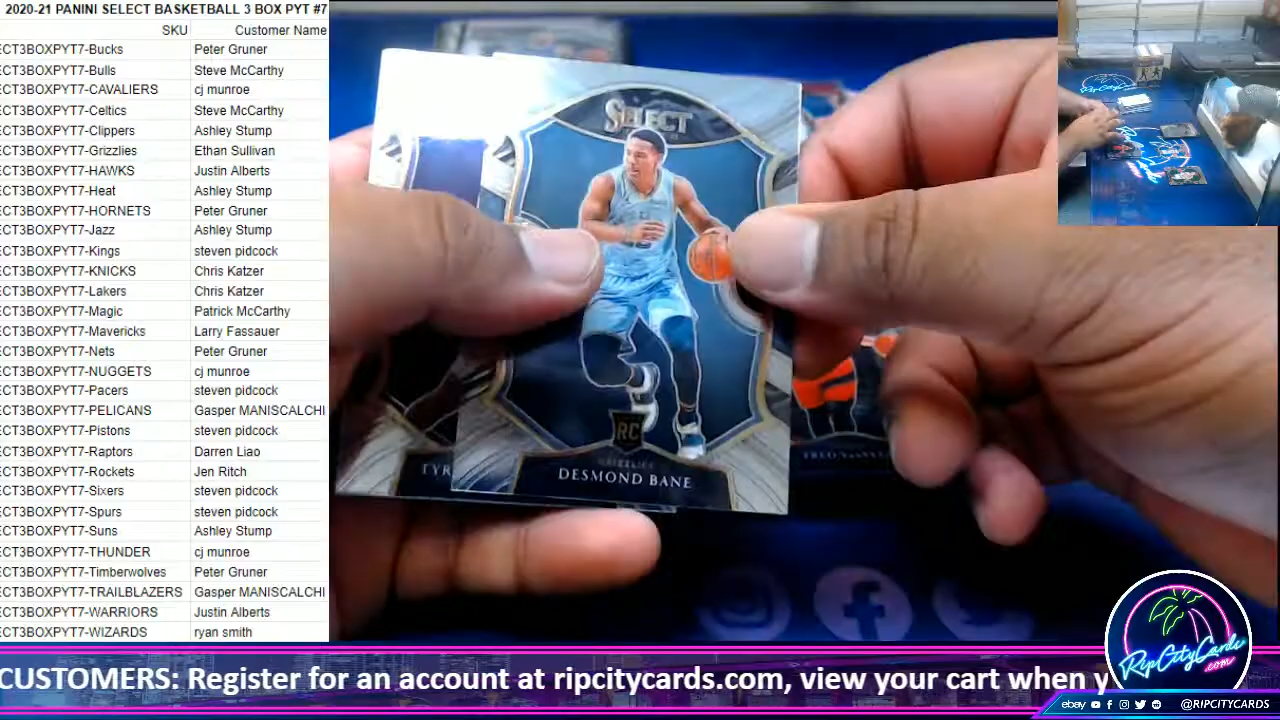 2020-21 PANINI SELECT BASKETBALL 3 BOX PYT #7
SKU Customer Name
ECT3BOXPYT7-Bucks Peter Gruner
ECT3BOXPYT7-Bulls Steve McCarthy
ECT3BOXPYT7-CAVALIERS cj munroe
ECT3BOXPYT7-Celtics Steve McCarthy
ECT3BOXPYT7-Clippers Ashley Stump
ECT3BOXPYT7-Grizzlies Ethan Sullivan
ECT3BOXPYT7-HAWKS Justin Alberts
ECT3BOXPYT7-Heat Ashley Stump
ECT3BOXPYT7-HORNETS Peter Gruner
ECT3BOXPYT7-Jazz Ashley Stump
ECT3BOXPYT7-Kings steven pidcock
ECT3BOXPYT7-KNICKS Chris Katzer
ECT3BOXPYT7-Lakers Chris Katzer
ECT3BOXPYT7-Magic Patrick McCarthy
ECT3BOXPYT7-Mavericks Larry Fassauer
ECT3BOXPYT7-Nets Peter Gruner
ECT3BOXPYT7-NUGGETS cj munroe
ECT3BOXPYT7-Pacers steven pidcock
ECT3BOXPYT7-PELICANS Gasper MANISCALCHI
ECT3BOXPYT7-Pistons steven pidcock
ECT3BOXPYT7-Raptors Darren Liao
ECT3BOXPYT7-Rockets Jen Ritch
ECT3BOXPYT7-Sixers steven pidcock
ECT3BOXPYT7-Spurs steven pidcock
ECT3BOXPYT7-Suns Ashley Stump
ECT3BOXPYT7-THUNDER cj munroe
ECT3BOXPYT7-Timberwolves Peter Gruner
ECT3BOXPYT7-TRAILBLAZERS Gasper MANISCALCHI
ECT3BOXPYT7-WARRIORS Justin Alberts
ECT3BOXPYT7-WIZARDS ryan smith
SELECT
RC
GRIZZLIES
DESMOND BANE
TYR
CUSTOMERS: Register for an account at ripcitycards.com, view your cart when y
RipCityCards
.com
ebay @RIPCITYCARDS